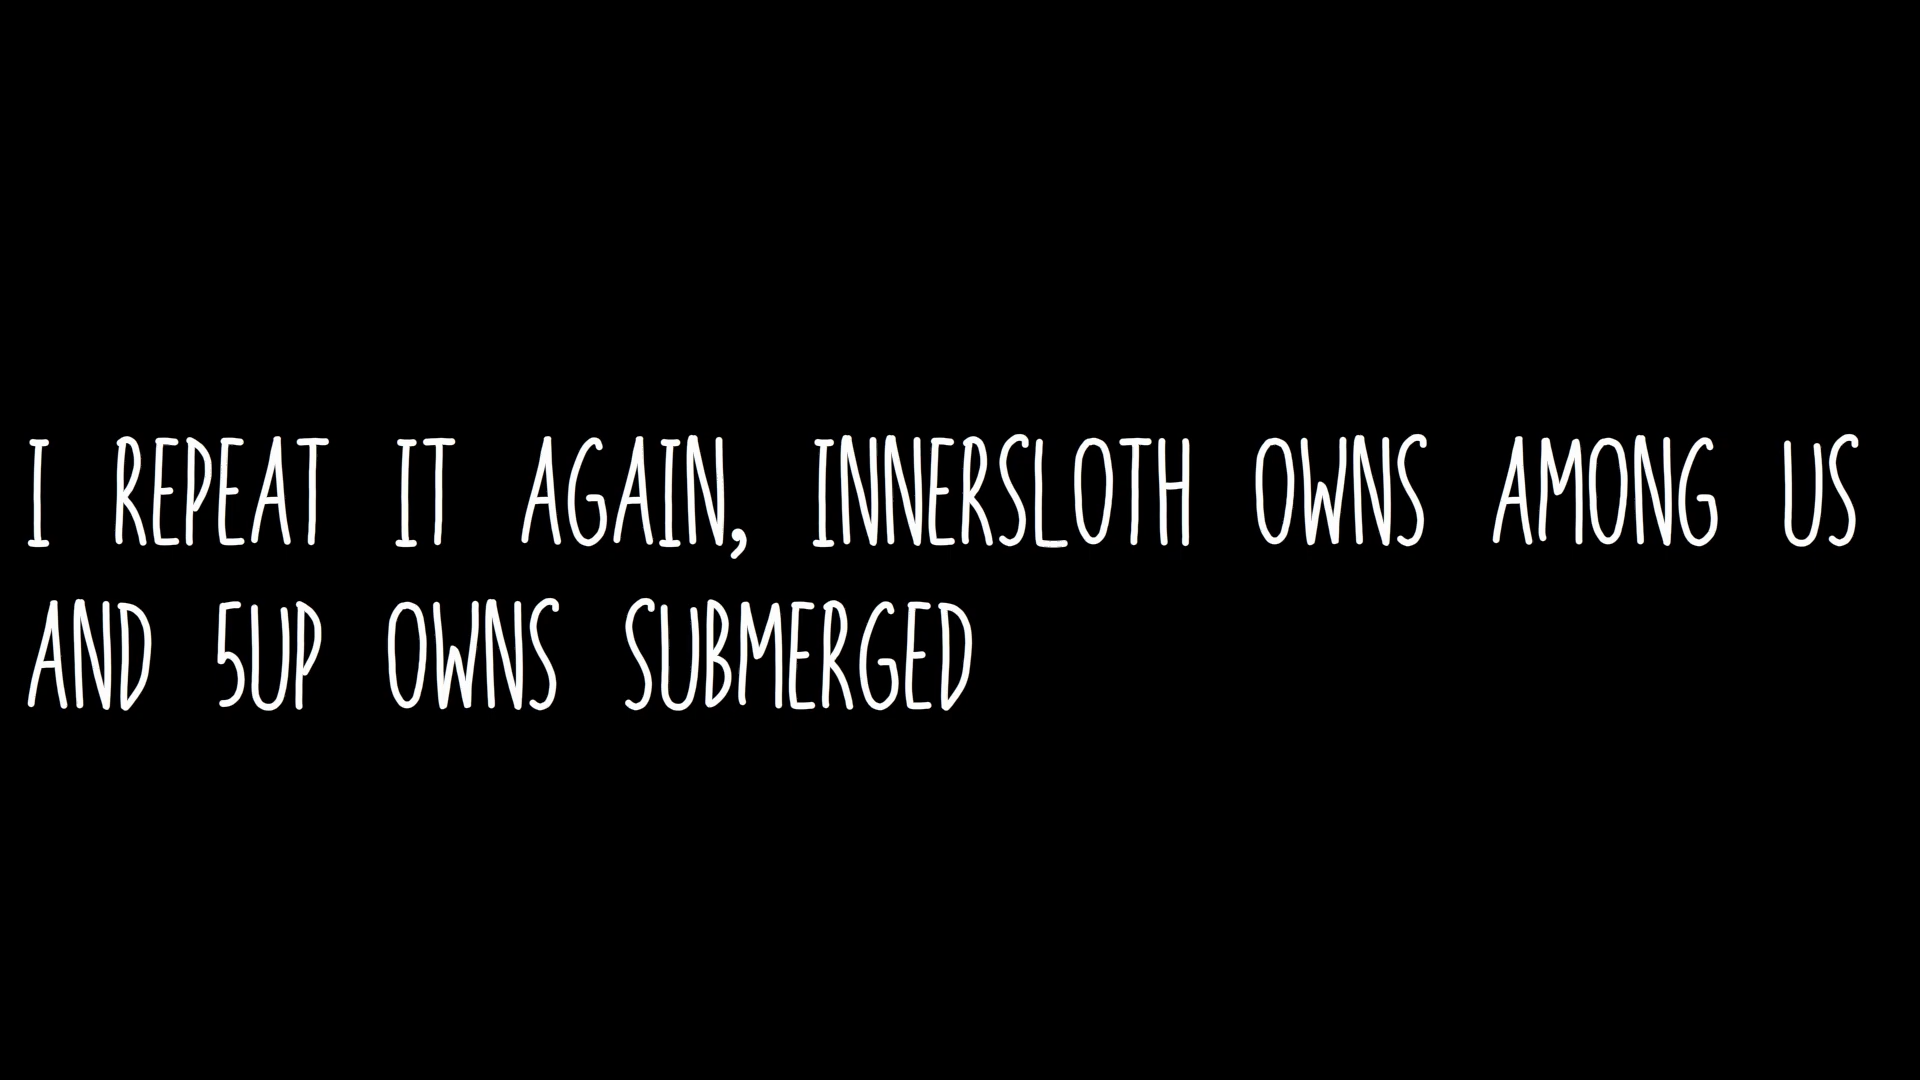 I REPEAT IT AGAIN, INNERSLOTH OWNS AMONG US
AND 5UP OWNS SUBMERGED